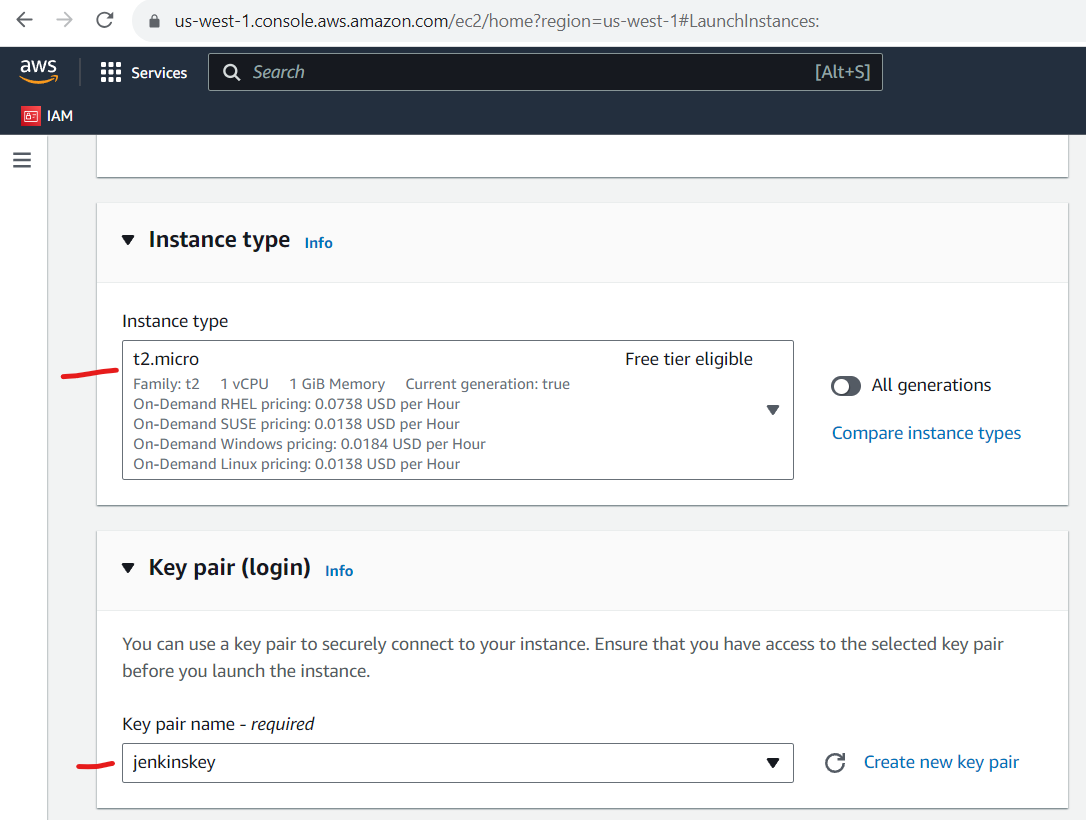 us-west-1.console.aws.amazon.com/ec2/home?region=us-west-1#LaunchInstances:
aws
Services
Search
[Alt+S]
IAM
Instance type Info
Instance type
t2.micro Free tier eligible
Family: t2 1 vCPU 1 GiB Memory Current generation: true
On-Demand RHEL pricing: 0.0738 USD per Hour
On-Demand SUSE pricing: 0.0138 USD per Hour
On-Demand Windows pricing: 0.0184 USD per Hour
On-Demand Linux pricing: 0.0138 USD per Hour
All generations
Compare instance types
Key pair (login) Info
You can use a key pair to securely connect to your instance. Ensure that you have access to the selected key pair
before you launch the instance.
Key pair name - required
jenkinskey
Create new key pair